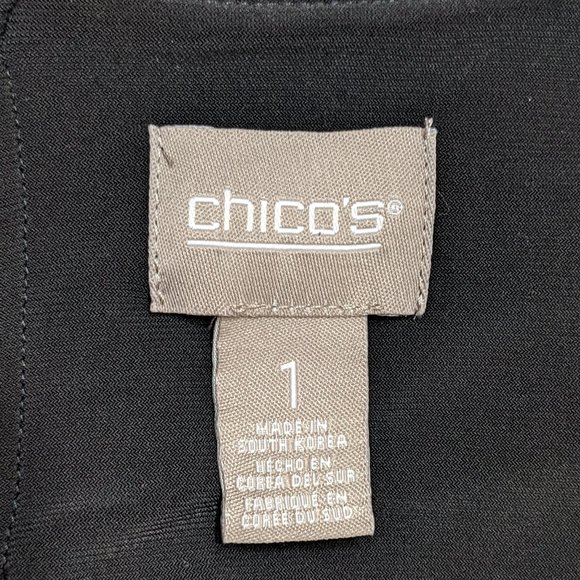 chico's®
1
MADE IN
SOUTH KOREA
HECHO EN
COREA DEL SUR
FABRIQUÉ EN
CORÉE DU SUD